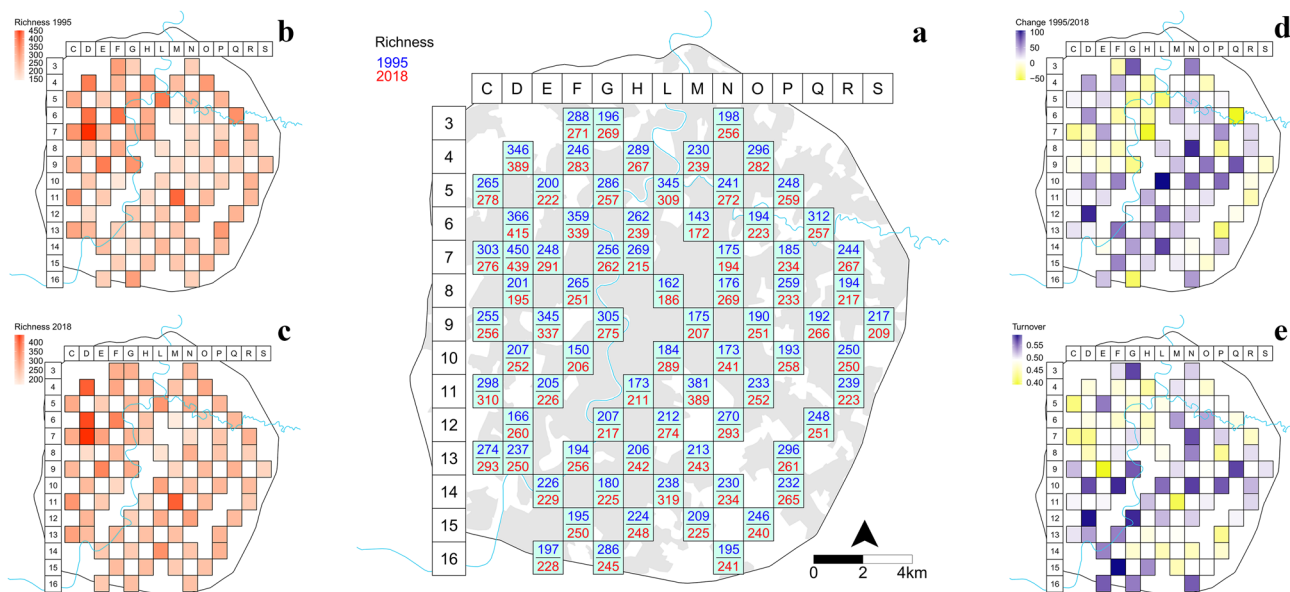 b
Richness 1995
450
400
350
300
250
200
150
C D E F G H L M N O P Q R S
3
4
5
6
7
8
9
10
11
12
13
14
15
16
c
Richness 2018
400
350
300
250
200
C D E F G H L M N O P Q R S
3
4
5
6
7
8
9
10
11
12
13
14
15
16
a
Richness
1995
2018
C D E F G H L M N O P Q R S
3
288 196 198
271 269 256
4
346 246 289 230 296
389 283 267 239 282
5
265 200 286 345 241 248
278 222 257 309 272 259
6
366 359 262 143 194 312
415 339 239 172 223 257
7
303 450 248 256 269 175 185 244
276 439 291 262 215 194 234 267
8
201 265 162 176 259 194
195 251 186 269 233 217
9
255 345 305 175 190 192 217
256 337 275 207 251 266 209
10
207 150 184 173 193 250
252 206 289 241 258 250
11
298 205 173 381 233 239
310 226 211 389 252 223
12
166 207 212 270 248
260 217 274 293 251
13
274 237 194 206 213 296
293 250 256 242 243 261
14
226 180 238 230 232
229 225 319 234 265
15
195 224 209 246
250 248 225 240
16
197 286 195
228 245 241
0 2 4km
d
Change 1995/2018
100
50
0
−50
C D E F G H L M N O P Q R S
3
4
5
6
7
8
9
10
11
12
13
14
15
16
e
Turnover
0.55
0.50
0.45
0.40
C D E F G H L M N O P Q R S
3
4
5
6
7
8
9
10
11
12
13
14
15
16